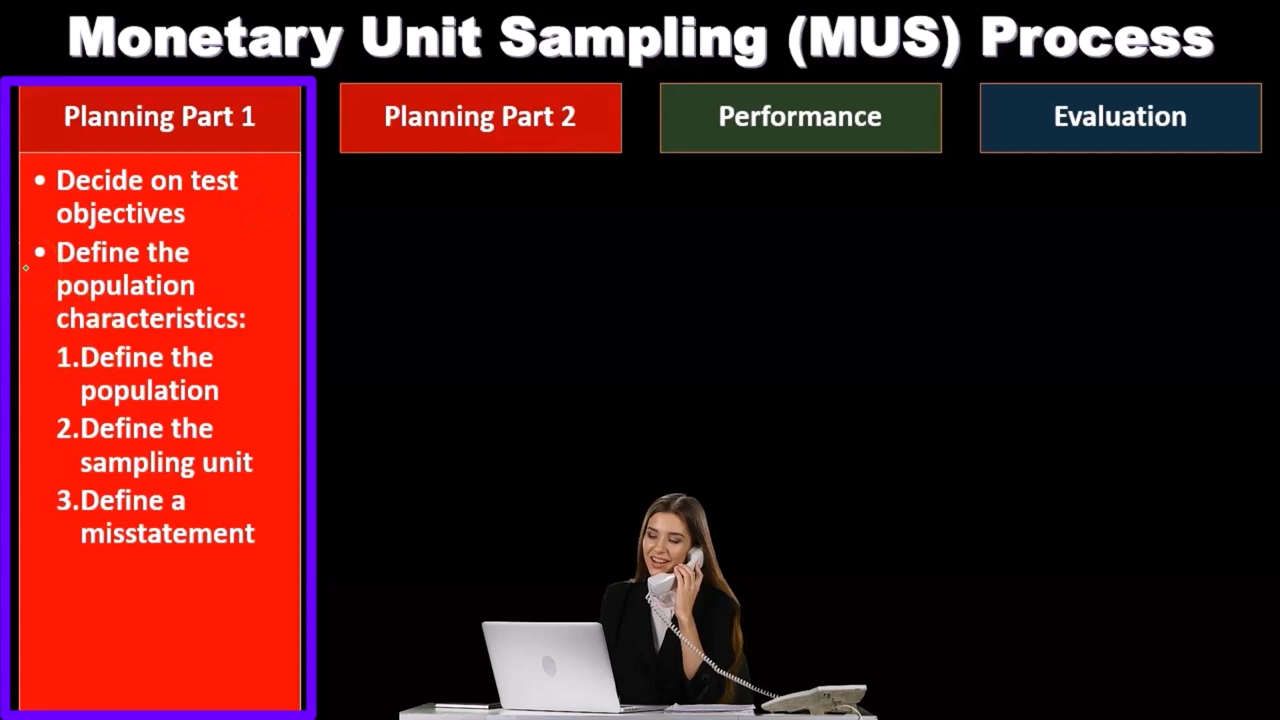 Monetary Unit Sampling (MUS) Process
Planning Part 1
Planning Part 2
Performance
Evaluation
• Decide on test
objectives
• Define the
population
characteristics:
1.Define the
population
2.Define the
sampling unit
3.Define a
misstatement